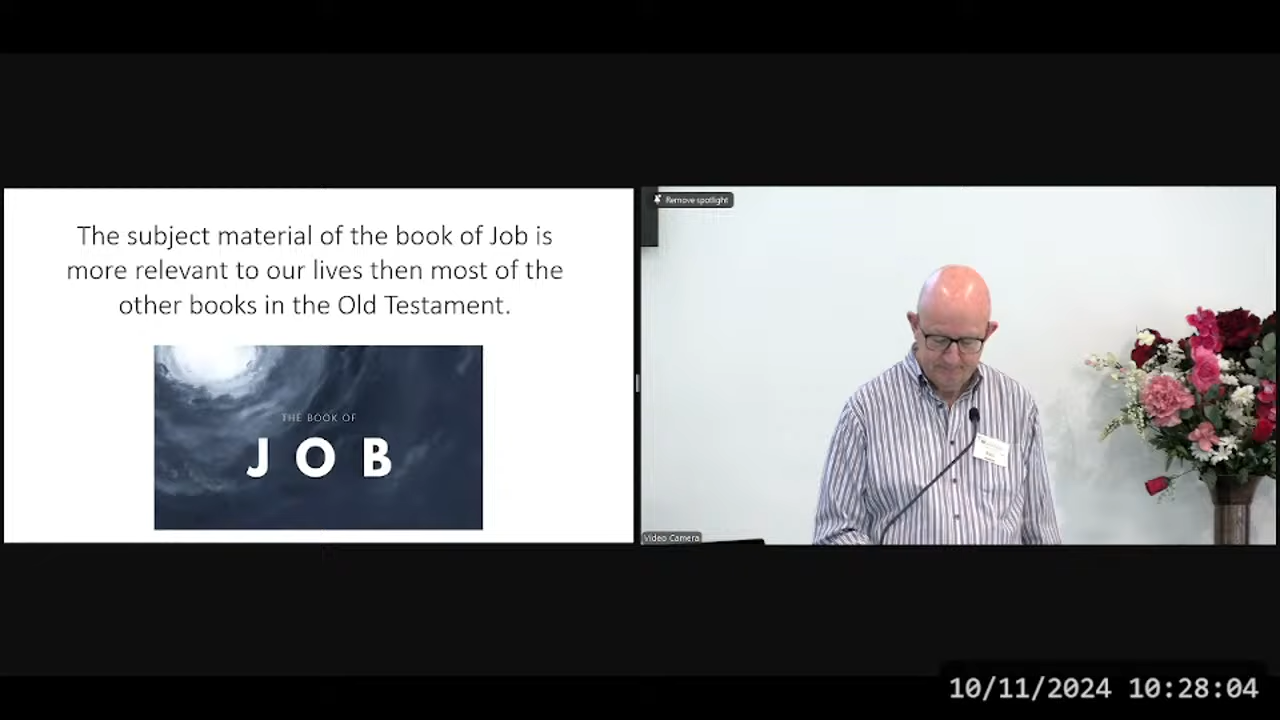 The subject material of the book of Job is
more relevant to our lives then most of the
other books in the Old Testament.
THE BOOK OF
JOB
Remove spotlight
Video Camera
10/11/2024 10:28:04